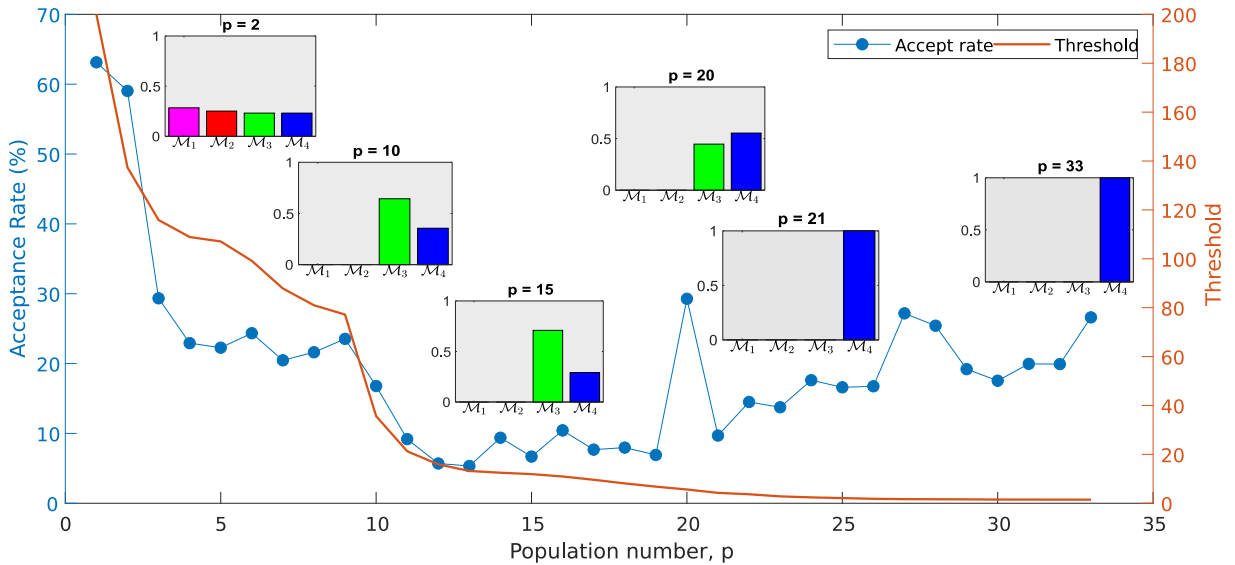 Accept rate
Threshold
p = 2
1
0.5
0
M1 M2 M3 M4
p = 10
1
0.5
0
M1 M2 M3 M4
p = 15
1
0.5
0
M1 M2 M3 M4
p = 20
1
0.5
0
M1 M2 M3 M4
p = 21
1
0.5
0
M1 M2 M3 M4
p = 33
1
0.5
0
M1 M2 M3 M4
Acceptance Rate (%)
70
60
50
40
30
20
10
0
Threshold
200
180
160
140
120
100
80
60
40
20
0
0 5 10 15 20 25 30 35
Population number, p